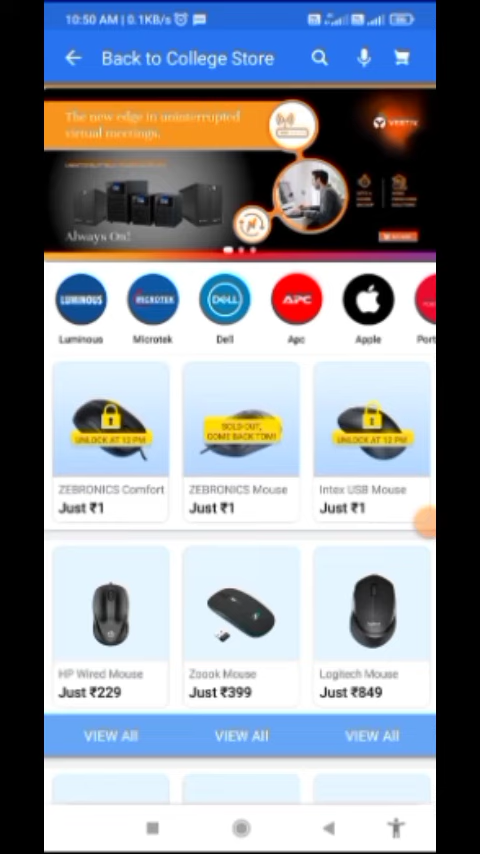 10:50 AM | 0.1KB/s
Back to College Store
The new edge in uninterrupted
virtual meetings.
VERTIV
Always On!
LUMINOUS
MICROTEK
DELL
APC
Luminous
Microtek
Dell
Apc
Apple
Port
UNLOCK AT 12 PM
SOLD OUT,
COME BACK TOM!
UNLOCK AT 12 PM
ZEBRONICS Comfort
ZEBRONICS Mouse
Intex USB Mouse
Just ₹1
Just ₹1
Just ₹1
HP Wired Mouse
Zoook Mouse
Logitech Mouse
Just ₹229
Just ₹399
Just ₹849
VIEW All
VIEW All
VIEW All